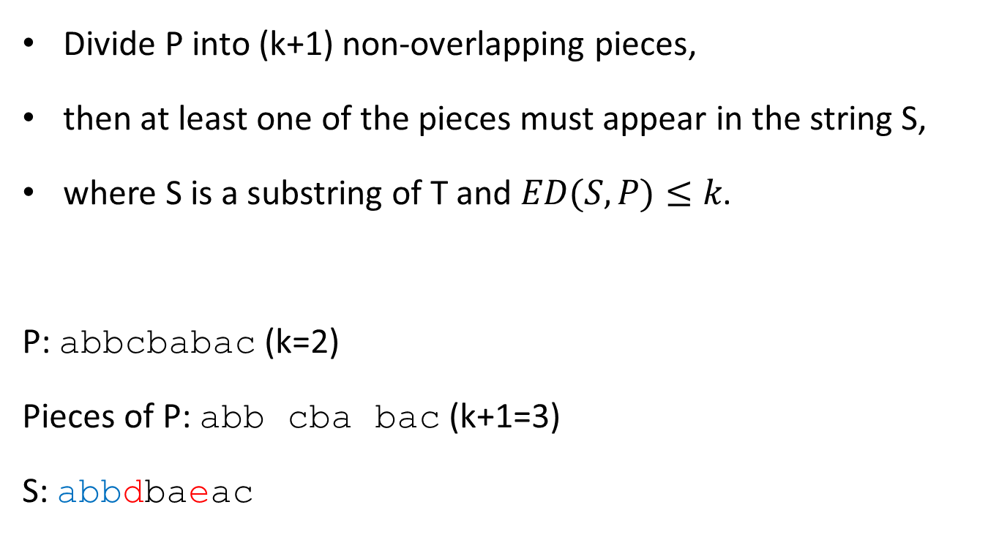 • Divide P into (k+1) non-overlapping pieces,
• then at least one of the pieces must appear in the string S,
• where S is a substring of T and ED(S, P) ≤ k.
P: abbcbabac (k=2)
Pieces of P: abb cba bac (k+1=3)
S: abbdbaeac